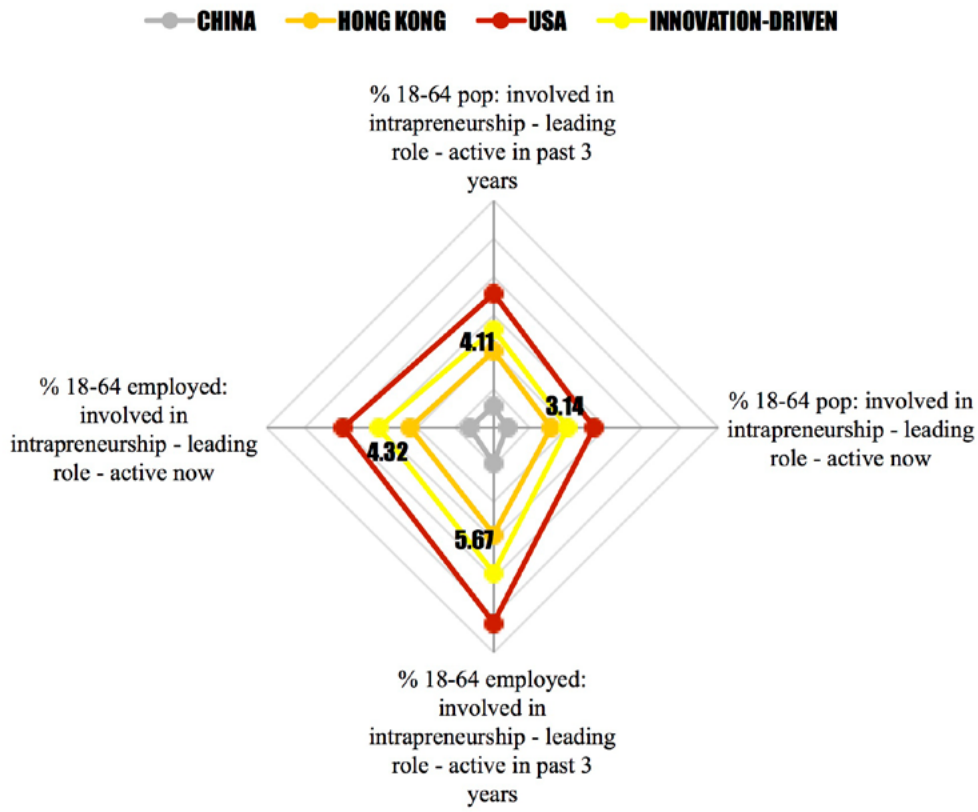 CHINA HONG KONG USA INNOVATION-DRIVEN
% 18-64 pop: involved in
intrapreneurship - leading
role - active in past 3
years
4.11
3.14
% 18-64 pop: involved in
intrapreneurship - leading
role - active now
% 18-64 employed:
involved in
intrapreneurship - leading
role - active now
4.32
5.67
% 18-64 employed:
involved in
intrapreneurship - leading
role - active in past 3
years